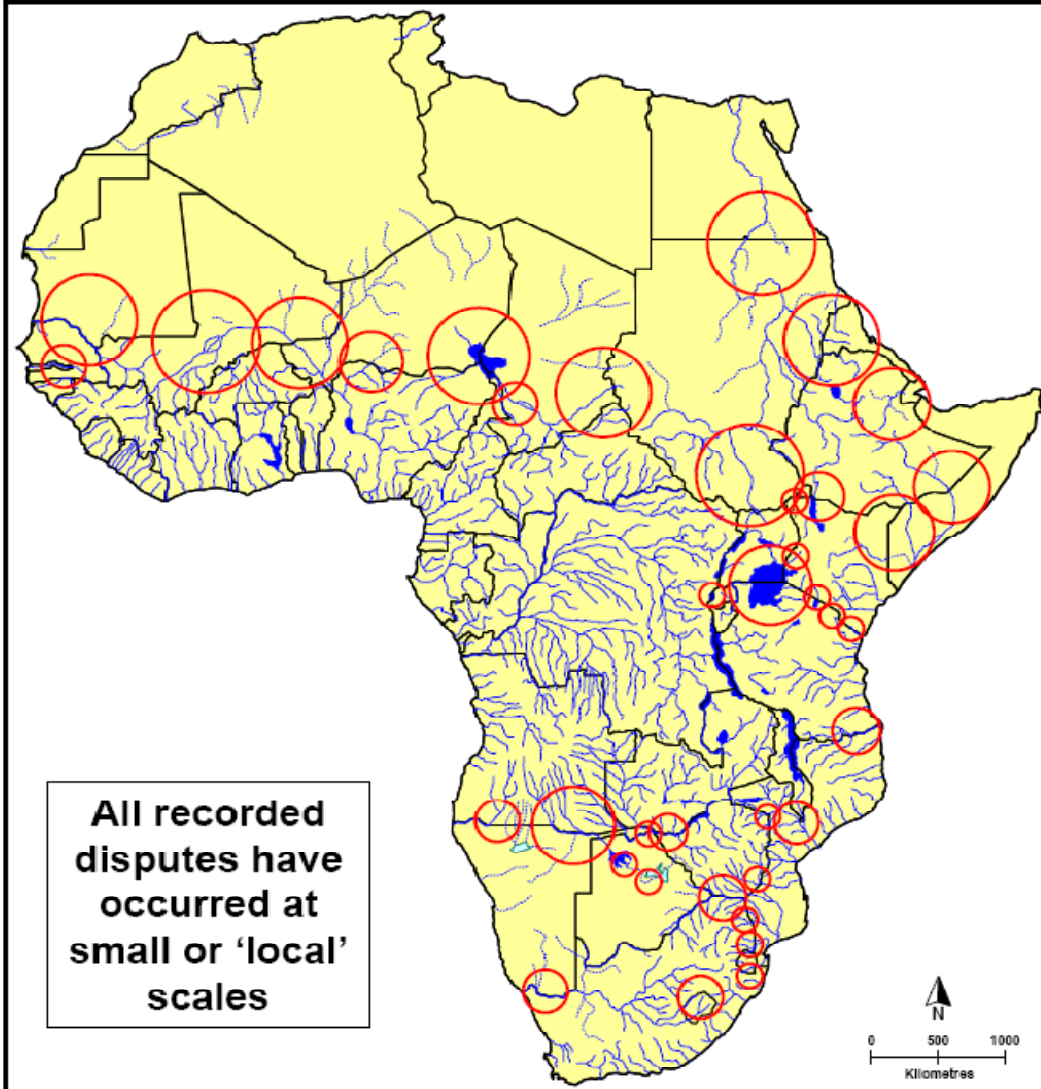 All recorded
disputes have
occurred at
small or ‘local’
scales
N
0 500 1000
Kilometres